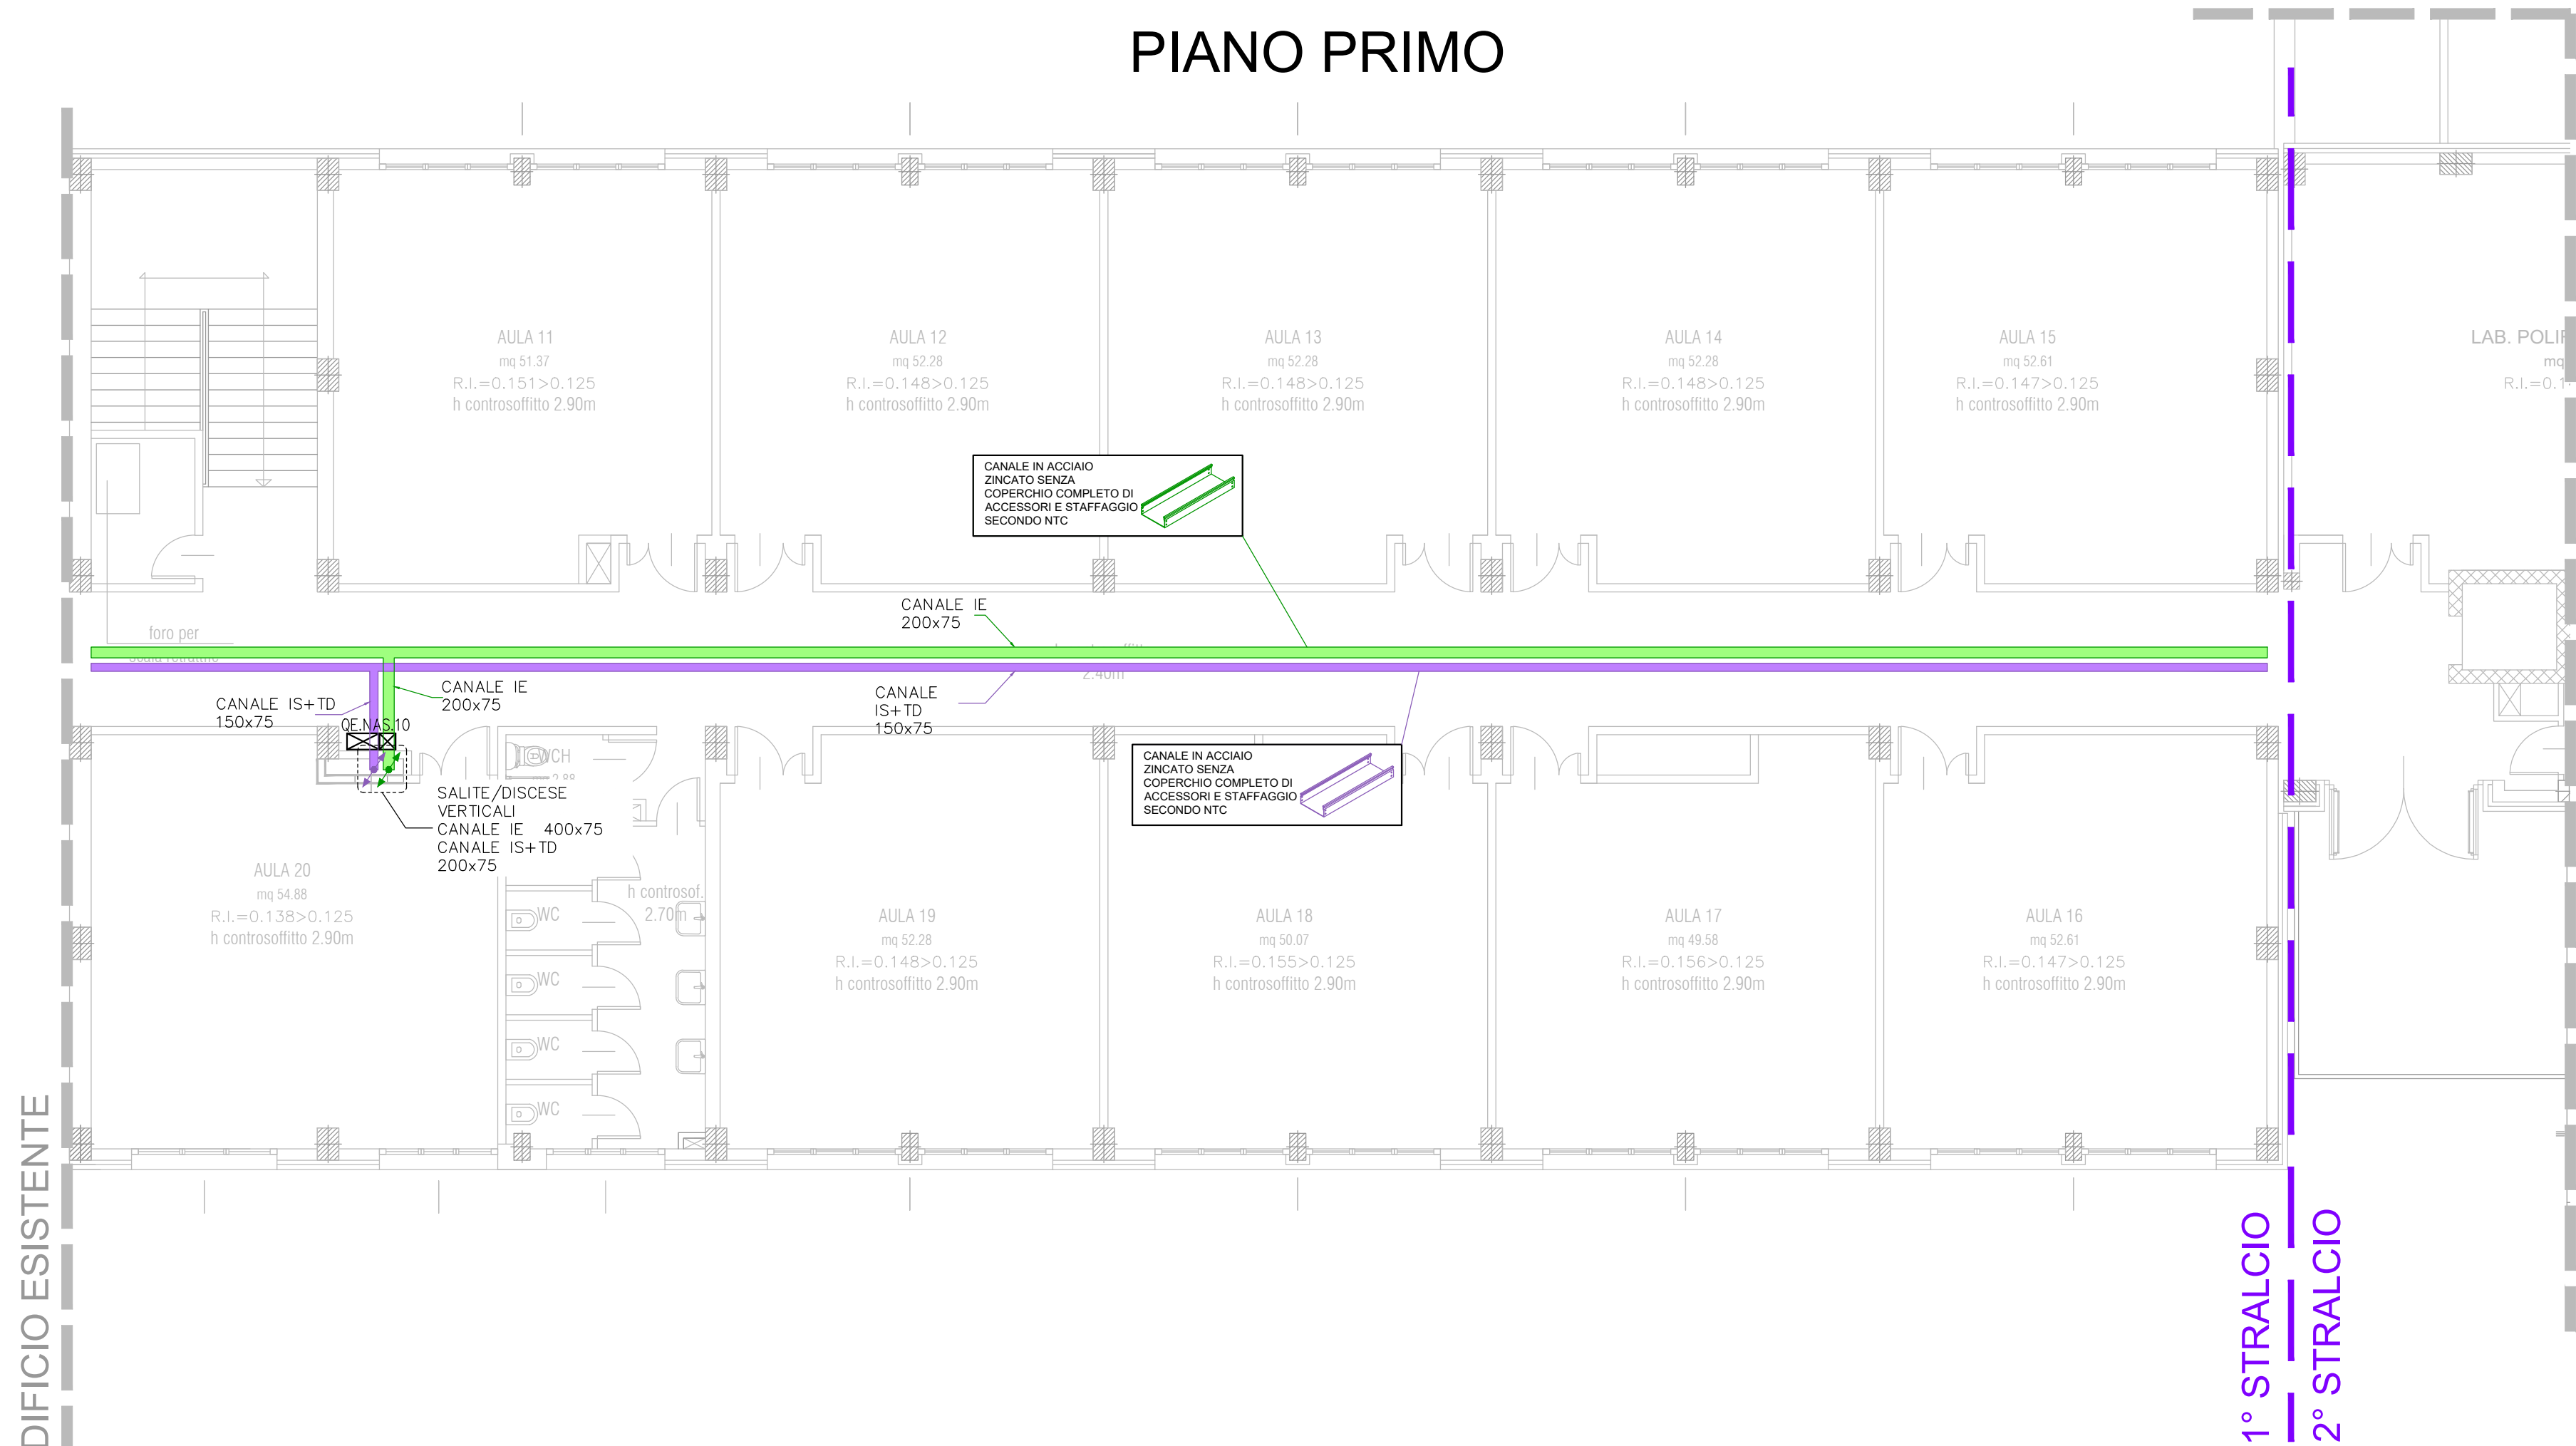 PIANO PRIMO
AULA 11
mq 51.37
R.I.=0.151>0.125
h controsoffitto 2.90m
AULA 12
mq 52.28
R.I.=0.148>0.125
h controsoffitto 2.90m
AULA 13
mq 52.28
R.I.=0.148>0.125
h controsoffitto 2.90m
AULA 14
mq 52.28
R.I.=0.148>0.125
h controsoffitto 2.90m
AULA 15
mq 52.61
R.I.=0.147>0.125
h controsoffitto 2.90m
LAB.
mq
R.I.=0.1
CANALE IN ACCIAIO
ZINCATO SENZA
COPERCHIO COMPLETO DI
ACCESSORI E STAFFAGGIO
SECONDO NTC
CANALE IE
200x75
foro per
2.40m
CANALE IS+TD
150x75
CANALE IE
200x75
CANALE
IS+TD
150x75
QE.NAS.10
WCH
CANALE IN ACCIAIO
ZINCATO SENZA
COPERCHIO COMPLETO DI
ACCESSORI E STAFFAGGIO
SECONDO NTC
SALITE/DISCESE
VERTICALI
CANALE IE 400x75
CANALE IS+TD
200x75
AULA 20
mq 54.88
R.I.=0.138>0.125
h controsoffitto 2.90m
h controsof.
2.70m
WC
WC
WC
WC
AULA 19
mq 52.28
R.I.=0.148>0.125
h controsoffitto 2.90m
AULA 18
mq 50.07
R.I.=0.155>0.125
h controsoffitto 2.90m
AULA 17
mq 49.58
R.I.=0.156>0.125
h controsoffitto 2.90m
AULA 16
mq 52.61
R.I.=0.147>0.125
h controsoffitto 2.90m
DIFICIO ESISTENTE
1° STRALCIO
2° STRALCIO